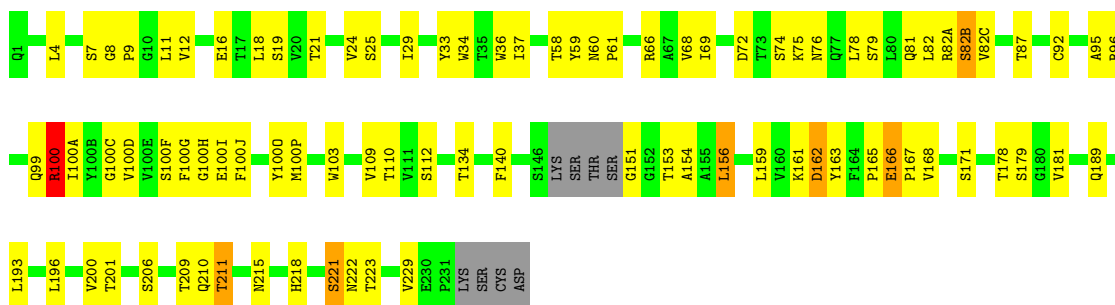 Q1 L4 S7 G8 P9 G10 L11 V12 E16 T17 L18 S19 V20 T21 V24 S25 I29 Y33 W34 T35 W36 I37 T58 Y59 N60 P61 R66 A67 V68 I69 D72 T73 S74 K75 N76 Q77 L78 S79 L80 Q81 L82 R82A S82B V82C T87 C92 A95 R96
Q99 R100 I100A Y100B G100C V100D V100E S100F F100G G100H E100I F100J Y100O M100P W103 V109 T110 V111 S112 T134 F140 S146 LYS SER THR SER G151 G152 T153 A154 A155 L156 L159 V160 K161 D162 Y163 F164 P165 E166 P167 V168 S171 T178 S179 G180 V181 Q189
L193 L196 V200 T201 S206 T209 Q210 T211 N215 H218 S221 N222 T223 V229 E230 P231 LYS SER CYS ASP